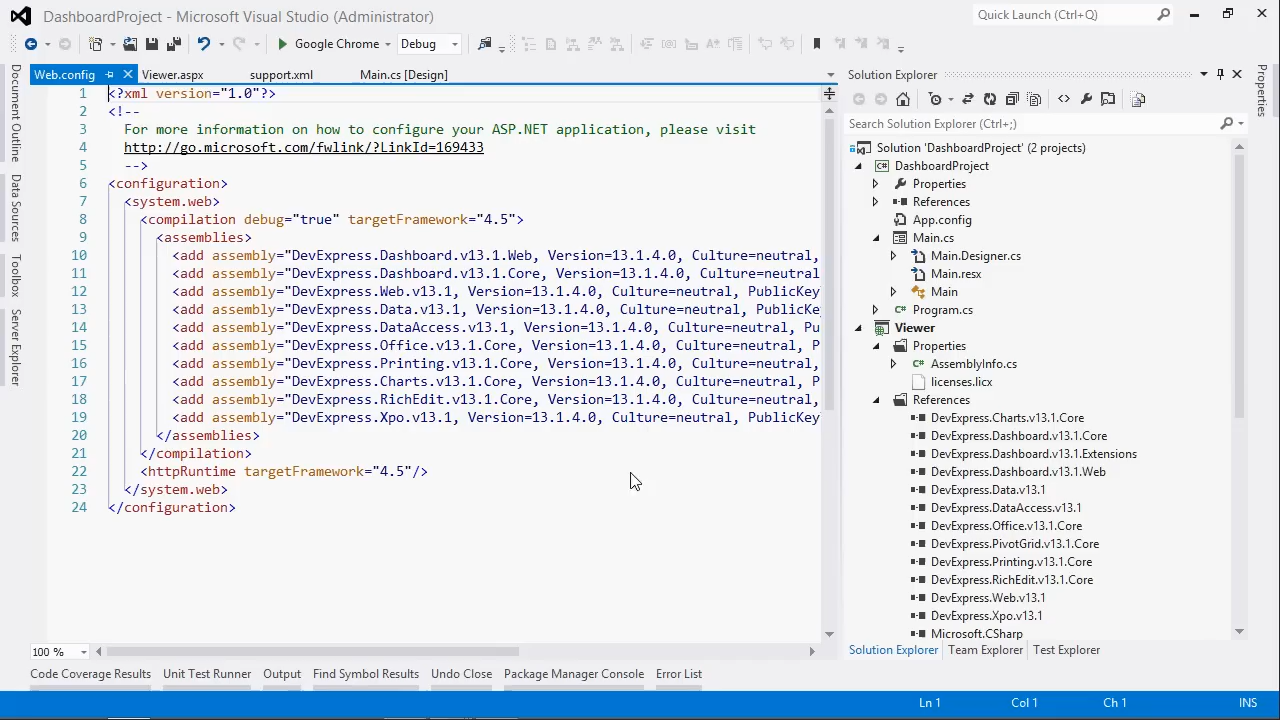 DashboardProject - Microsoft Visual Studio (Administrator)
Quick Launch (Ctrl+Q)
Google Chrome
Debug
Web.config
Viewer.aspx
support.xml
Main.cs [Design]
Document Outline
Data Sources
Toolbox
Server Explorer
1 <?xml version="1.0"?>
2 <!--
3 For more information on how to configure your ASP.NET application, please visit
4 http://go.microsoft.com/fwlink/?LinkId=169433
5 -->
6 <configuration>
7 <system.web>
8 <compilation debug="true" targetFramework="4.5">
9 <assemblies>
10 <add assembly="DevExpress.Dashboard.v13.1.Web, Version=13.1.4.0, Culture=neutral,
11 <add assembly="DevExpress.Dashboard.v13.1.Core, Version=13.1.4.0, Culture=neutral
12 <add assembly="DevExpress.Web.v13.1, Version=13.1.4.0, Culture=neutral, PublicKey
13 <add assembly="DevExpress.Data.v13.1, Version=13.1.4.0, Culture=neutral, PublicKe
14 <add assembly="DevExpress.DataAccess.v13.1, Version=13.1.4.0, Culture=neutral, Pu
15 <add assembly="DevExpress.Office.v13.1.Core, Version=13.1.4.0, Culture=neutral, P
16 <add assembly="DevExpress.Printing.v13.1.Core, Version=13.1.4.0, Culture=neutral,
17 <add assembly="DevExpress.Charts.v13.1.Core, Version=13.1.4.0, Culture=neutral, P
18 <add assembly="DevExpress.RichEdit.v13.1.Core, Version=13.1.4.0, Culture=neutral,
19 <add assembly="DevExpress.Xpo.v13.1, Version=13.1.4.0, Culture=neutral, PublicKey
20 </assemblies>
21 </compilation>
22 <httpRuntime targetFramework="4.5"/>
23 </system.web>
24 </configuration>
100 %
Solution Explorer
Search Solution Explorer (Ctrl+;)
Solution 'DashboardProject' (2 projects)
DashboardProject
Properties
References
App.config
Main.cs
Main.Designer.cs
Main.resx
Main
Program.cs
Viewer
Properties
AssemblyInfo.cs
licenses.licx
References
DevExpress.Charts.v13.1.Core
DevExpress.Dashboard.v13.1.Core
DevExpress.Dashboard.v13.1.Extensions
DevExpress.Dashboard.v13.1.Web
DevExpress.Data.v13.1
DevExpress.DataAccess.v13.1
DevExpress.Office.v13.1.Core
DevExpress.PivotGrid.v13.1.Core
DevExpress.Printing.v13.1.Core
DevExpress.RichEdit.v13.1.Core
DevExpress.Web.v13.1
DevExpress.Xpo.v13.1
Microsoft.CSharp
Solution Explorer
Team Explorer
Test Explorer
Properties
Code Coverage Results
Unit Test Runner
Output
Find Symbol Results
Undo Close
Package Manager Console
Error List
Ln 1
Col 1
Ch 1
INS